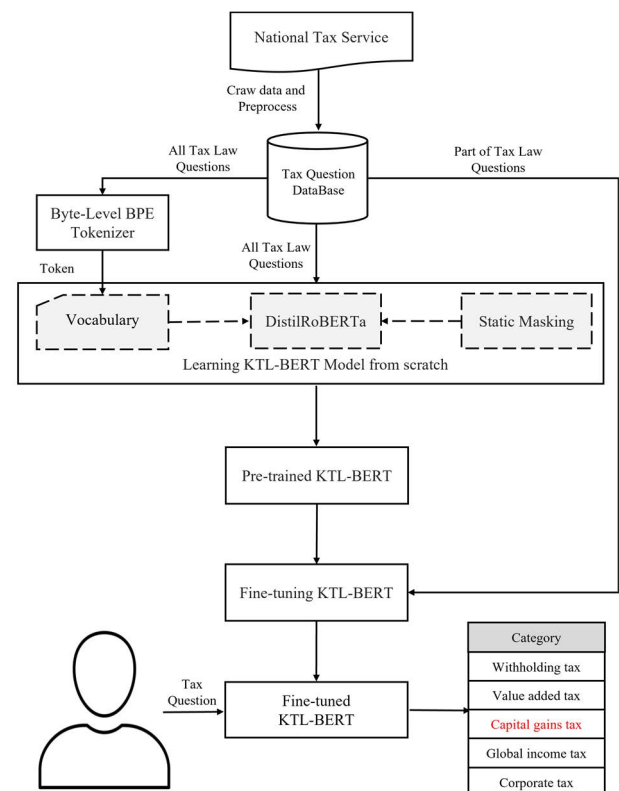 National Tax Service
Craw data and
Preprocess
All Tax Law
Questions
Part of Tax Law
Questions
Tax Question
DataBase
Byte-Level BPE
Tokenizer
All Tax Law
Questions
Token
Vocabulary
DistilRoBERTa
Static Masking
Learning KTL-BERT Model from scratch
Pre-trained KTL-BERT
Fine-tuning KTL-BERT
Tax
Question
Fine-tuned
KTL-BERT
Category
Withholding tax
Value added tax
Capital gains tax
Global income tax
Corporate tax